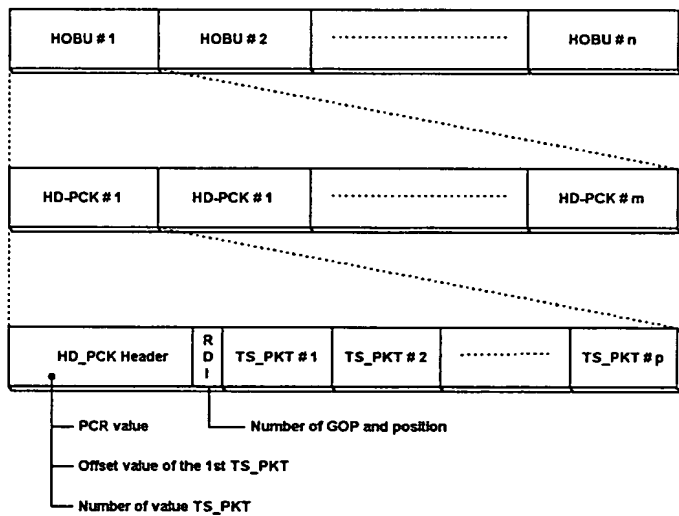 HOBU # 1 HOBU # 2 HOBU # n
HD-PCK # 1 HD-PCK # 1 HD-PCK # m
HD_PCK Header RDI TS_PKT # 1 TS_PKT # 2 TS_PKT # p
PCR value Number of GOP and position
Offset value of the 1st TS_PKT
Number of value TS_PKT